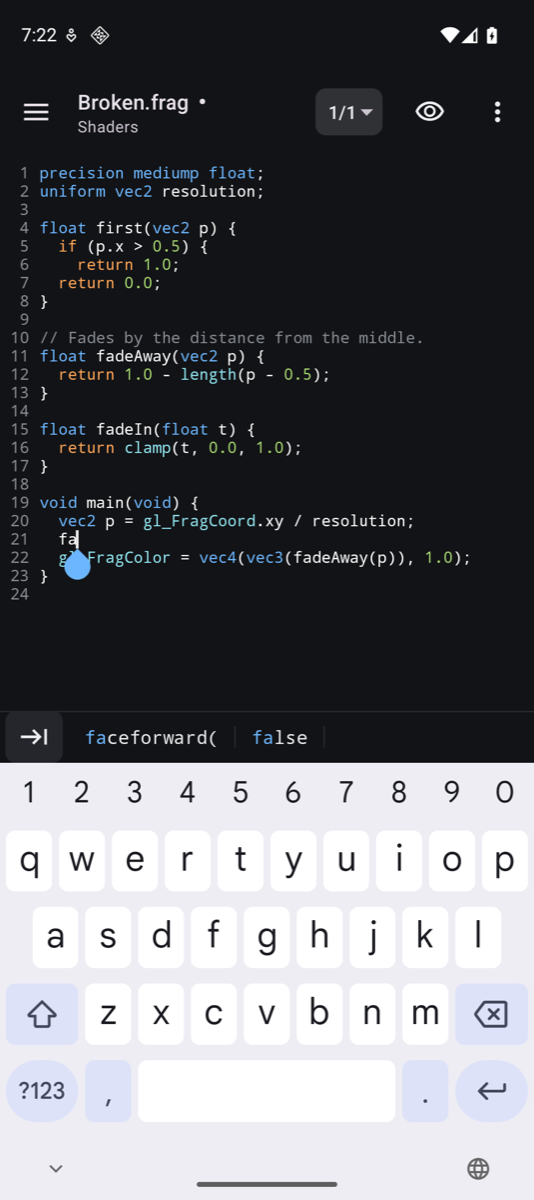 7:22
Broken.frag •
Shaders
1/1
1 precision mediump float;
2 uniform vec2 resolution;
3
4 float first(vec2 p) {
5   if (p.x > 0.5) {
6     return 1.0;
7   return 0.0;
8 }
9
10 // Fades by the distance from the middle.
11 float fadeAway(vec2 p) {
12   return 1.0 - length(p - 0.5);
13 }
14
15 float fadeIn(float t) {
16   return clamp(t, 0.0, 1.0);
17 }
18
19 void main(void) {
20   vec2 p = gl_FragCoord.xy / resolution;
21   fa
22   gl_FragColor = vec4(vec3(fadeAway(p)), 1.0);
23 }
24
faceforward( false
1 2 3 4 5 6 7 8 9 0
q w e r t y u i o p
a s d f g h j k l
z x c v b n m
?123 , .